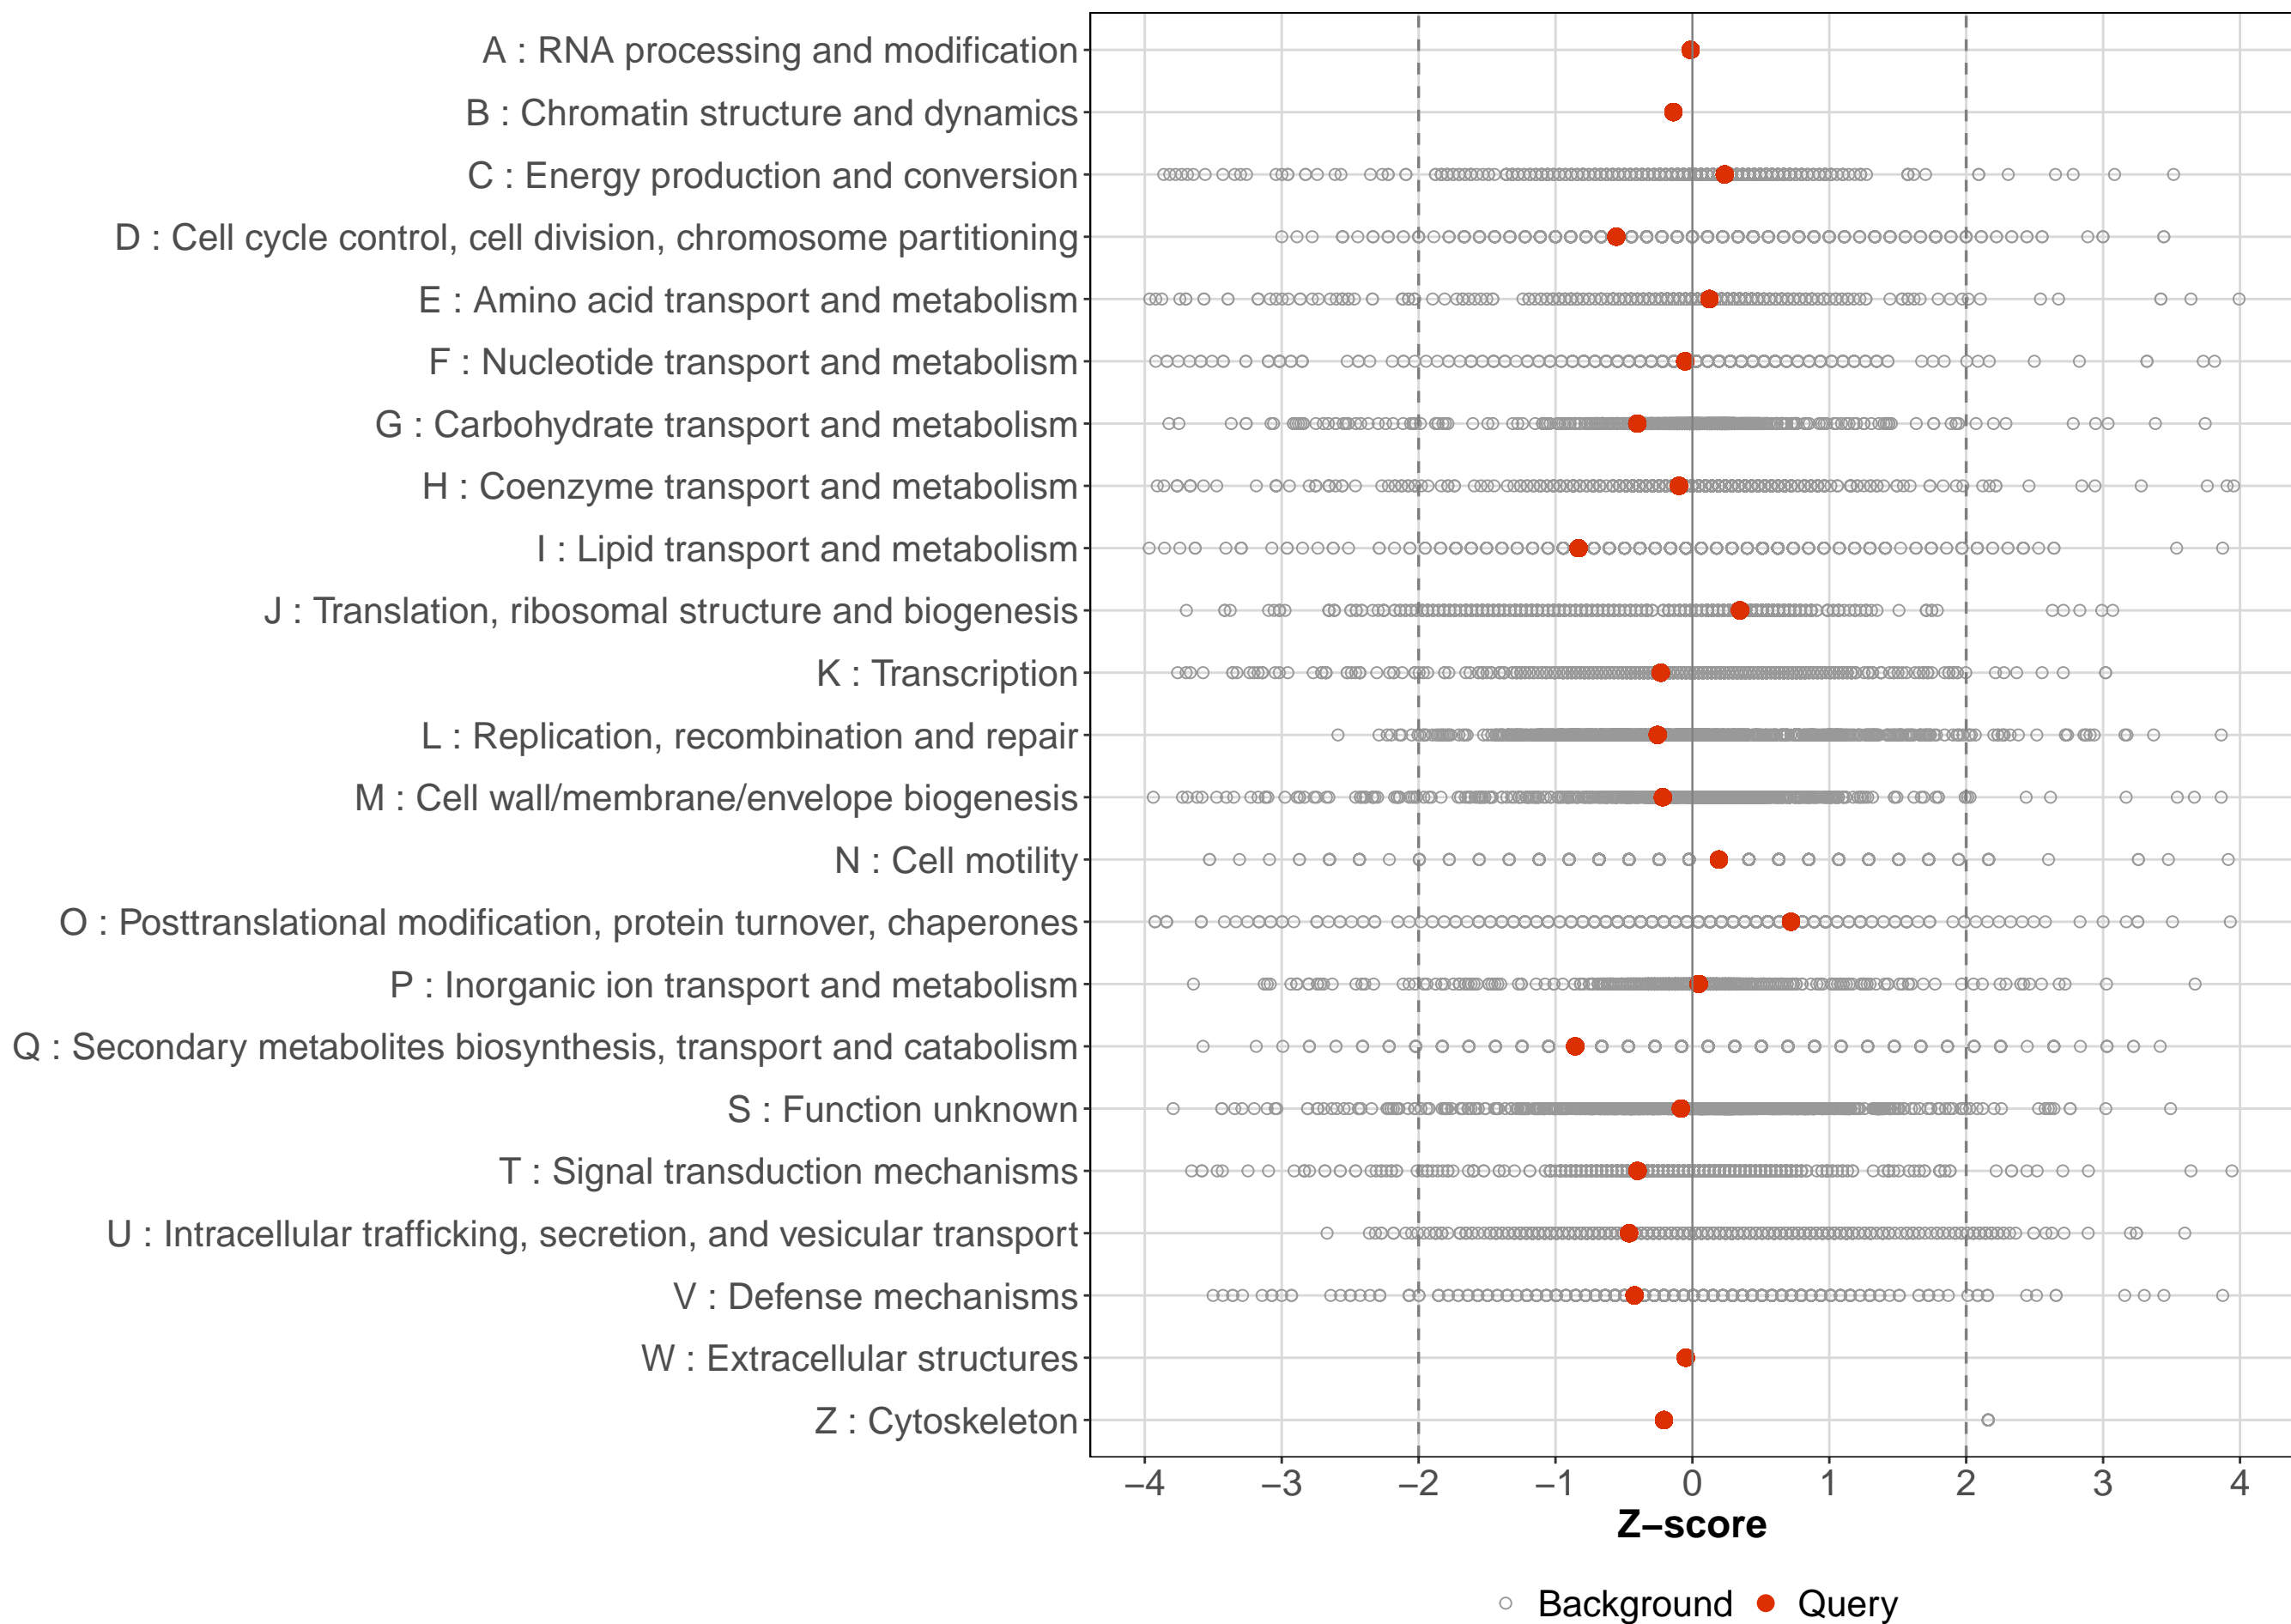 A : RNA processing and modification
B : Chromatin structure and dynamics
C : Energy production and conversion
D : Cell cycle control, cell division, chromosome partitioning
E : Amino acid transport and metabolism
F : Nucleotide transport and metabolism
G : Carbohydrate transport and metabolism
H : Coenzyme transport and metabolism
I : Lipid transport and metabolism
J : Translation, ribosomal structure and biogenesis
K : Transcription
L : Replication, recombination and repair
M : Cell wall/membrane/envelope biogenesis
N : Cell motility
O : Posttranslational modification, protein turnover, chaperones
P : Inorganic ion transport and metabolism
Q : Secondary metabolites biosynthesis, transport and catabolism
S : Function unknown
T : Signal transduction mechanisms
U : Intracellular trafficking, secretion, and vesicular transport
V : Defense mechanisms
W : Extracellular structures
Z : Cytoskeleton
−4 −3 −2 −1 0 1 2 3 4
Z−score
Background Query